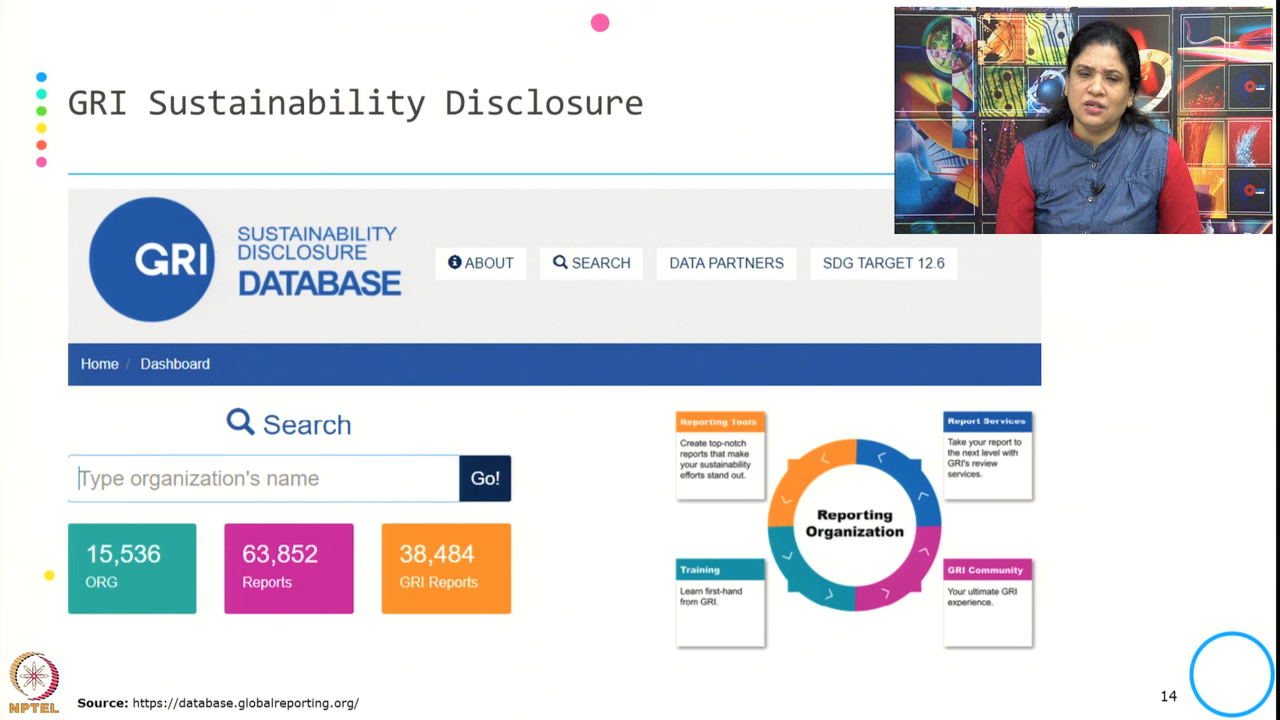 GRI Sustainability Disclosure
GRI
SUSTAINABILITY
DISCLOSURE
DATABASE
ABOUT
SEARCH
DATA PARTNERS
SDG TARGET 12.6
Home / Dashboard
Search
Type organization's name
Go!
15,536
ORG
63,852
Reports
38,484
GRI Reports
Reporting Tools
Create top-notch
reports that make
your sustainability
efforts stand out.
Report Services
Take your report to
the next level with
GRI's review
services.
Reporting
Organization
Training
Learn first-hand
from GRI.
GRI Community
Your ultimate GRI
experience.
NPTEL
Source: https://database.globalreporting.org/
14